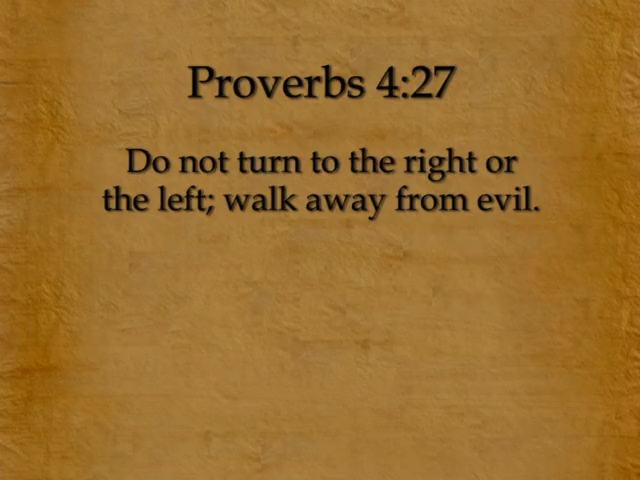 Proverbs 4:27
Do not turn to the right or
the left; walk away from evil.